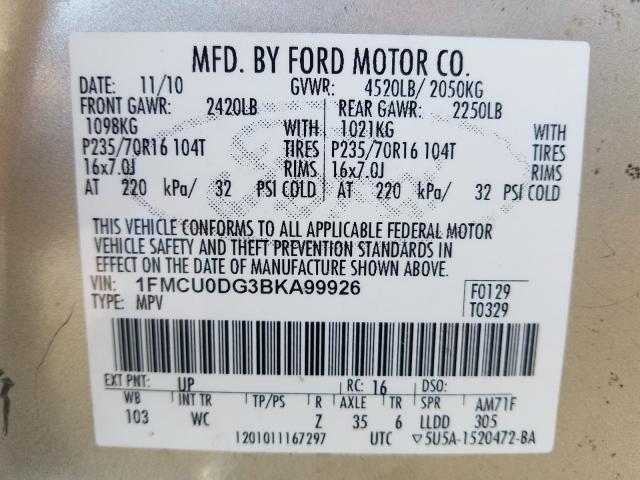 MFD. BY FORD MOTOR CO.
DATE: 11/10 GVWR: 4520LB/ 2050KG
FRONT GAWR: 2420LB REAR GAWR: 2250LB
1098KG WITH 1021KG WITH
P235/70R16 104T TIRES P235/70R16 104T TIRES
16x7.0J RIMS 16x7.0J RIMS
AT 220 kPa/ 32 PSI COLD AT 220 kPa/ 32 PSI COLD
THIS VEHICLE CONFORMS TO ALL APPLICABLE FEDERAL MOTOR
VEHICLE SAFETY AND THEFT PREVENTION STANDARDS IN
EFFECT ON THE DATE OF MANUFACTURE SHOWN ABOVE.
VIN: 1FMCU0DG3BKA99926 F0129
TYPE: MPV T0329
EXT PNT: UP RC: 16 DSO:
WB INT TR TP/PS R AXLE TR SPR AM71F
103 WC Z 35 6 LLDD 305
1201011167297 UTC ▽5U5A-1520472-BA